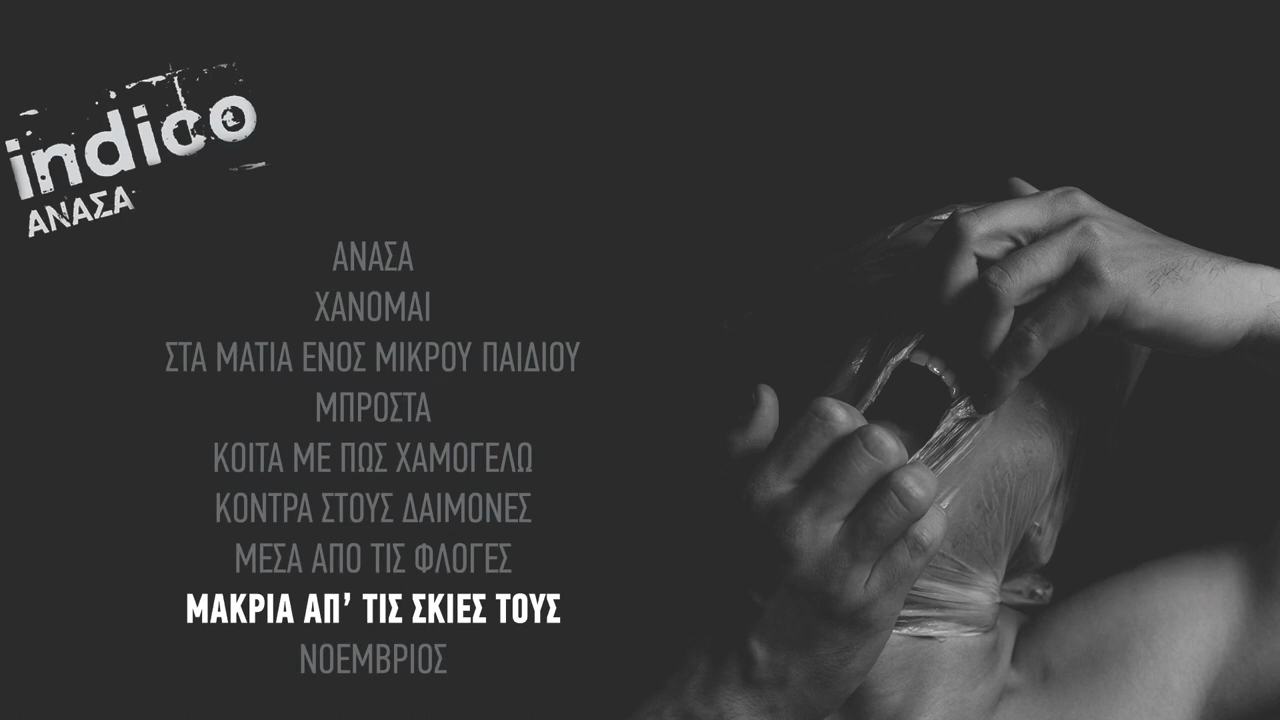 indico
ΑΝΑΣΑ
ΑΝΑΣΑ
ΧΑΝΟΜΑΙ
ΣΤΑ ΜΑΤΙΑ ΕΝΟΣ ΜΙΚΡΟΥ ΠΑΙΔΙΟΥ
ΜΠΡΟΣΤΑ
ΚΟΙΤΑ ΜΕ ΠΩΣ ΧΑΜΟΓΕΛΩ
ΚΟΝΤΡΑ ΣΤΟΥΣ ΔΑΙΜΟΝΕΣ
ΜΕΣΑ ΑΠΟ ΤΙΣ ΦΛΟΓΕΣ
ΜΑΚΡΙΑ ΑΠ’ ΤΙΣ ΣΚΙΕΣ ΤΟΥΣ
ΝΟΕΜΒΡΙΟΣ